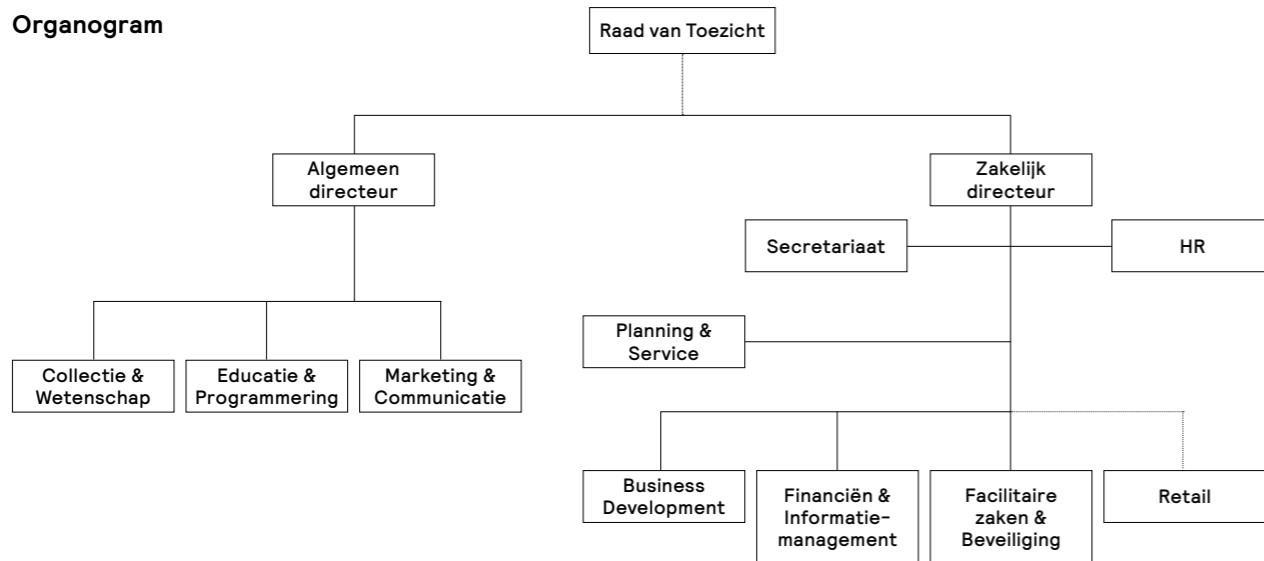 Organogram
Raad van Toezicht
Algemeen
directeur
Zakelijk
directeur
Secretariaat
HR
Planning &
Service
Collectie &
Wetenschap
Educatie &
Programmering
Marketing &
Communicatie
Business
Development
Financiën &
Informatie-
management
Facilitaire
zaken &
Beveiliging
Retail